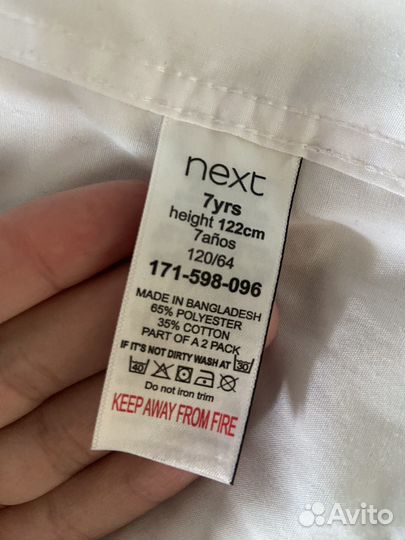 next
7yrs
height 122cm
7años
120/64
171-598-096
MADE IN BANGLADESH
65% POLYESTER
35% COTTON
PART OF A 2 PACK
IF IT'S NOT DIRTY WASH AT 30
40
Do not iron trim
KEEP AWAY FROM FIRE
Avito